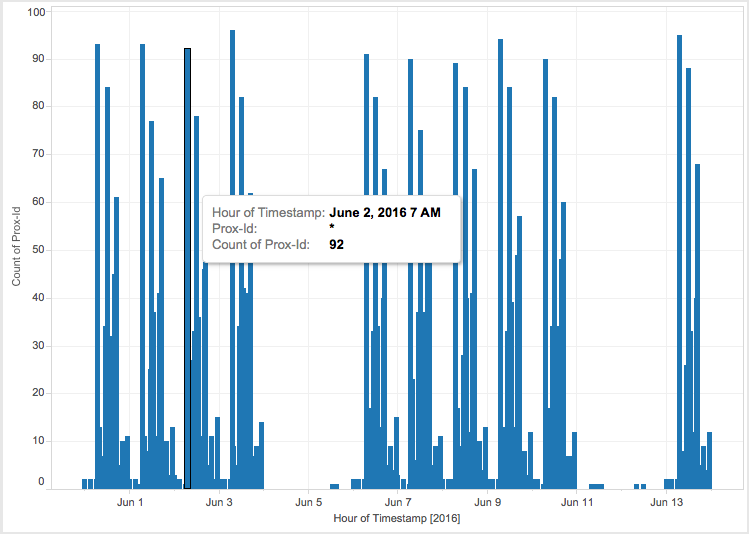 100
90
80
70
60
50
40
30
20
10
0
Count of Prox-Id
Hour of Timestamp: June 2, 2016 7 AM
Prox-Id: *
Count of Prox-Id: 92
Jun 1 Jun 3 Jun 5 Jun 7 Jun 9 Jun 11 Jun 13
Hour of Timestamp [2016]